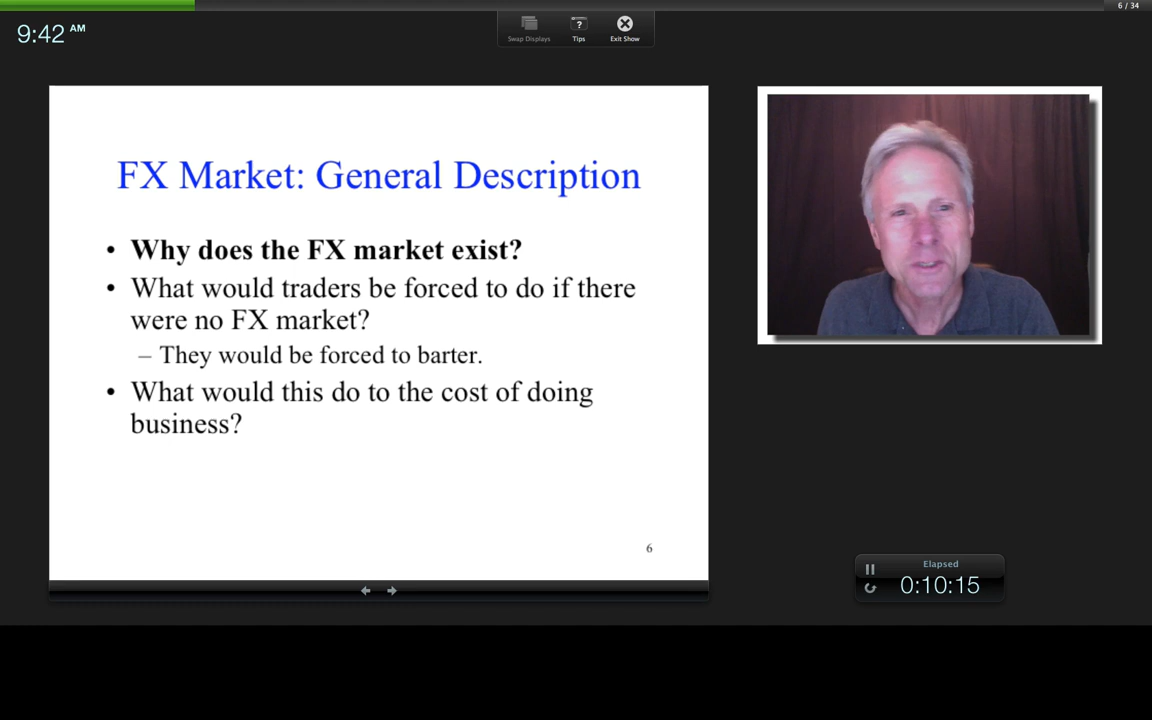 6 / 34
9:42 AM
Swap Displays
?
Tips
Exit Show
FX Market: General Description
• Why does the FX market exist?
• What would traders be forced to do if there
were no FX market?
– They would be forced to barter.
• What would this do to the cost of doing
business?
6
Elapsed
0:10:15